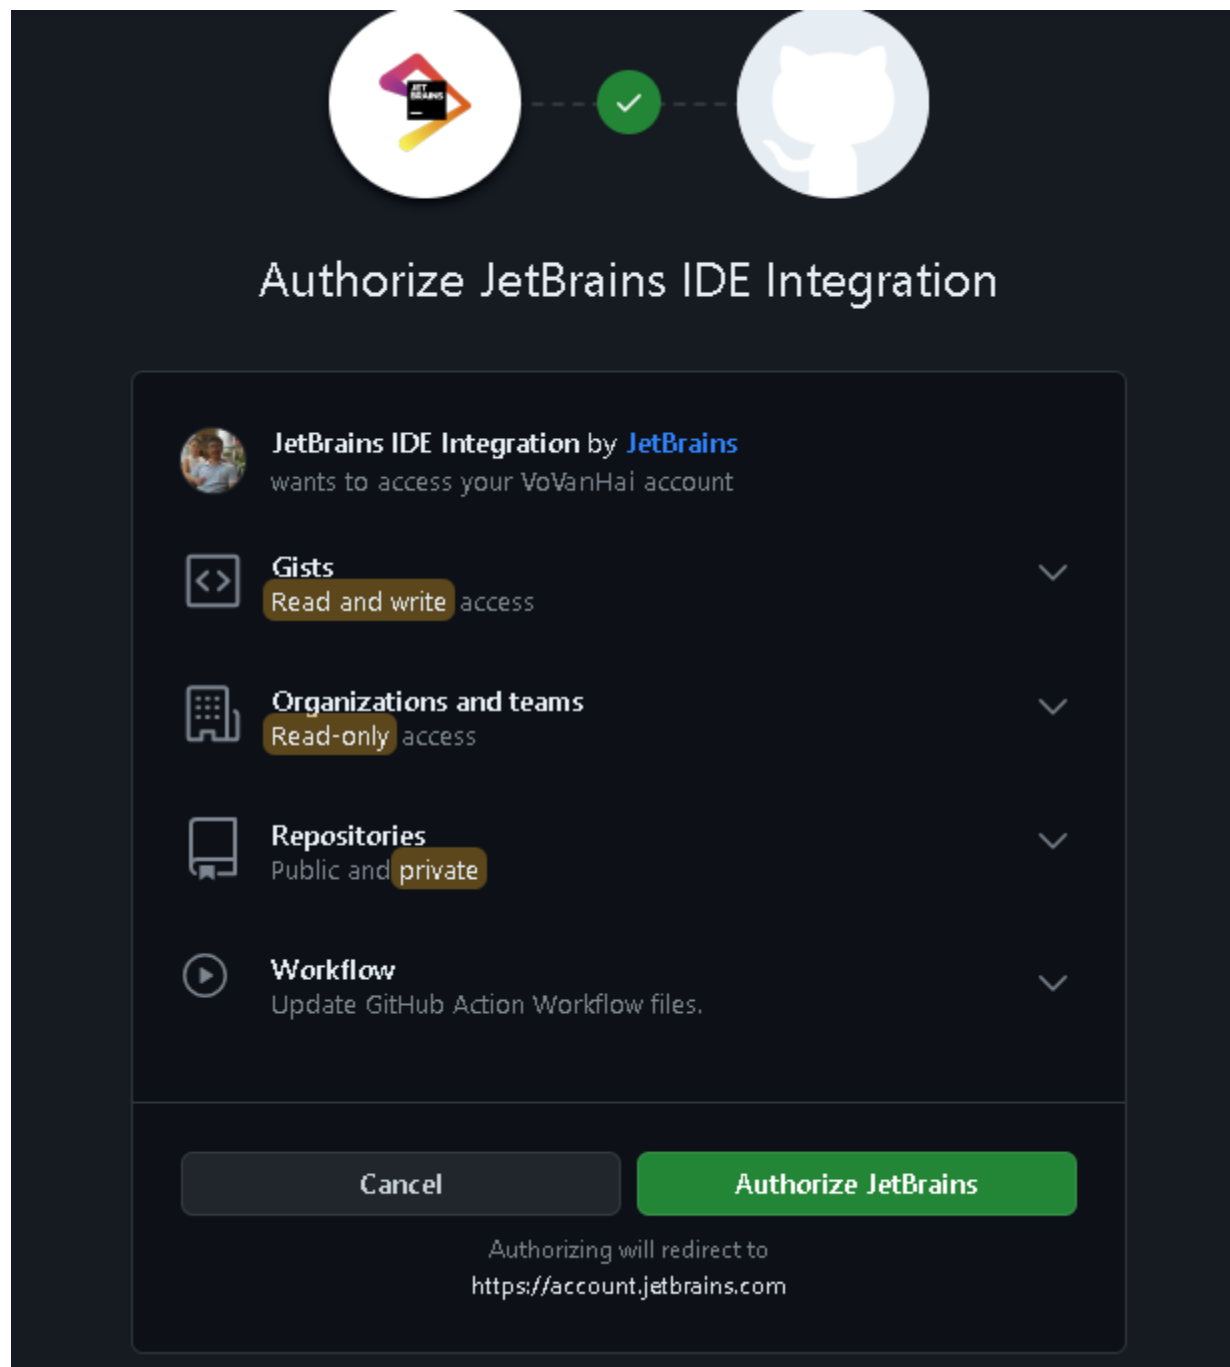 JET
BRAINS
Authorize JetBrains IDE Integration
JetBrains IDE Integration by JetBrains
wants to access your VoVanHai account
Gists
Read and write access
Organizations and teams
Read-only access
Repositories
Public and private
Workflow
Update GitHub Action Workflow files.
Cancel
Authorize JetBrains
Authorizing will redirect to
https://account.jetbrains.com